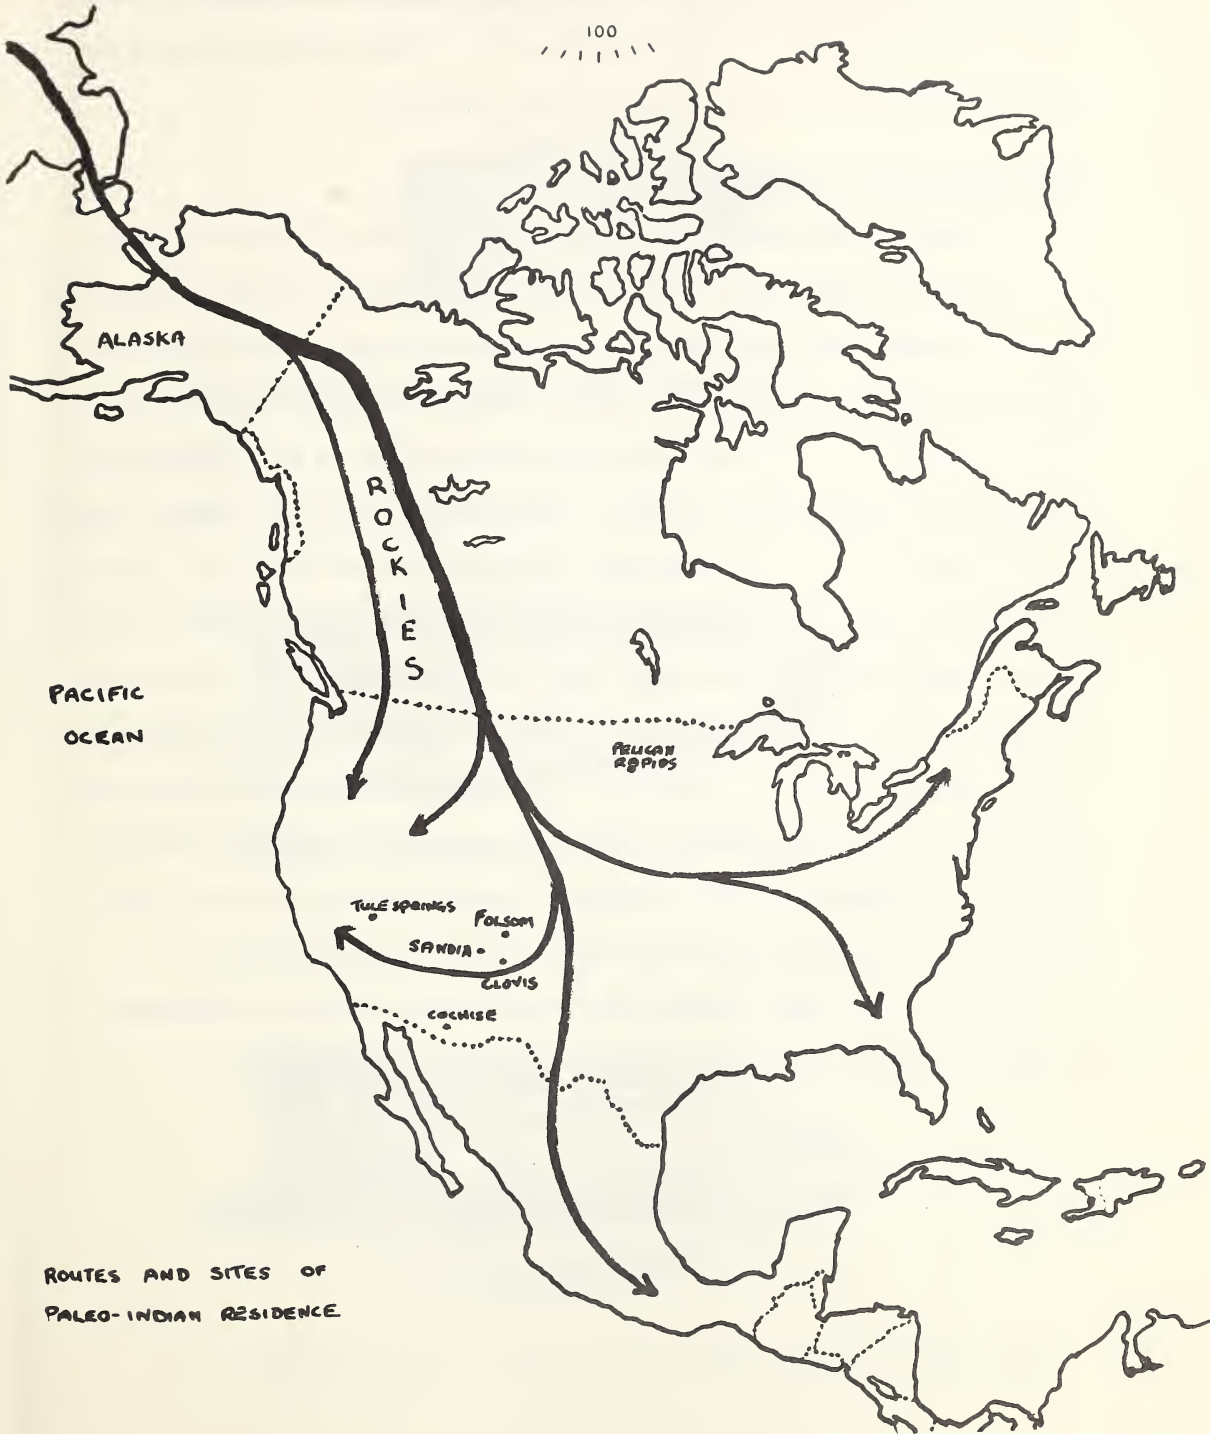 100
ALASKA
ROCKIES
PACIFIC
OCEAN
PELICAN
RAPIDS
TULE SPRINGS
FOLSOM
SANDIA
CLOVIS
COCHISE
ROUTES AND SITES OF
PALEO-INDIAN RESIDENCE